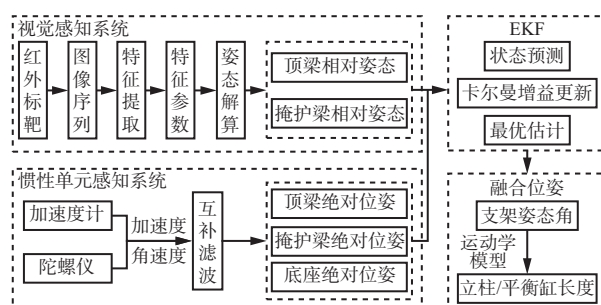 视觉感知系统
红外标靶
图像序列
特征提取
特征参数
姿态解算
顶梁相对姿态
掩护梁相对姿态
惯性单元感知系统
加速度计
陀螺仪
加速度
角速度
互补滤波
顶梁绝对位姿
掩护梁绝对位姿
底座绝对位姿
EKF
状态预测
卡尔曼增益更新
最优估计
融合位姿
支架姿态角
运动学
模型
立柱/平衡缸长度